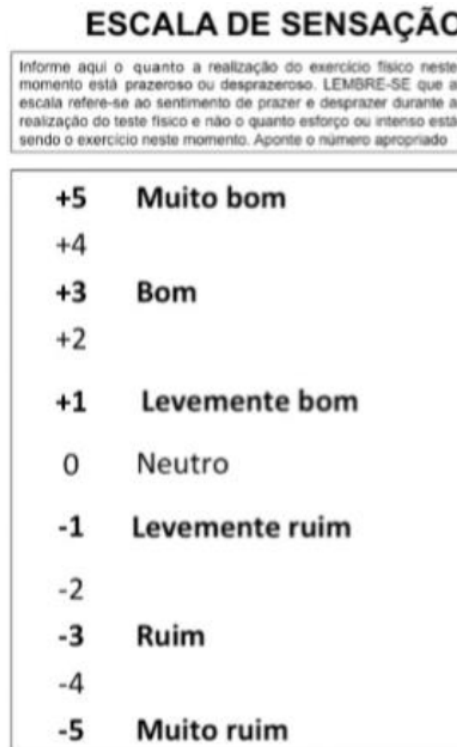 ESCALA DE SENSAÇÃO
Informe aqui o quanto a realização do exercício físico neste
momento está prazeroso ou desprazeroso. LEMBRE-SE que a
escala refere-se ao sentimento de prazer e desprazer durante a
realização do teste físico e não o quanto esforço ou intenso está
sendo o exercício neste momento. Aponte o número apropriado
+5 Muito bom
+4
+3 Bom
+2
+1 Levemente bom
0 Neutro
-1 Levemente ruim
-2
-3 Ruim
-4
-5 Muito ruim